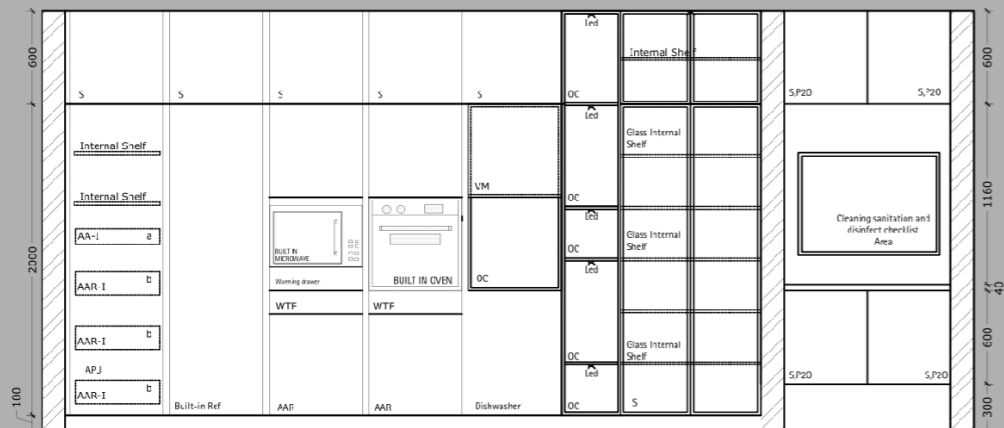 600
S
S
S
S
S
Led
OC
Internal Shelf
S,P20
S,P20
600
Led
Internal Shelf
Internal Shelf
AA-I a
AAR-I b
AAR-I b
APJ
AAR-I b
2000
100
Built-in Ref
BUILT IN
MICROWAVE
Warming drawer
WTF
AAR
BUILT IN OVEN
WTF
AAR
VM
OC
Dishwasher
OC
Led
OC
Led
OC
Led
OC
Glass Internal
Shelf
Glass Internal
Shelf
Glass Internal
Shelf
S
Cleaning sanitation and
disinfect checklist
Area
S,P20
S,P20
1160
40
600
300